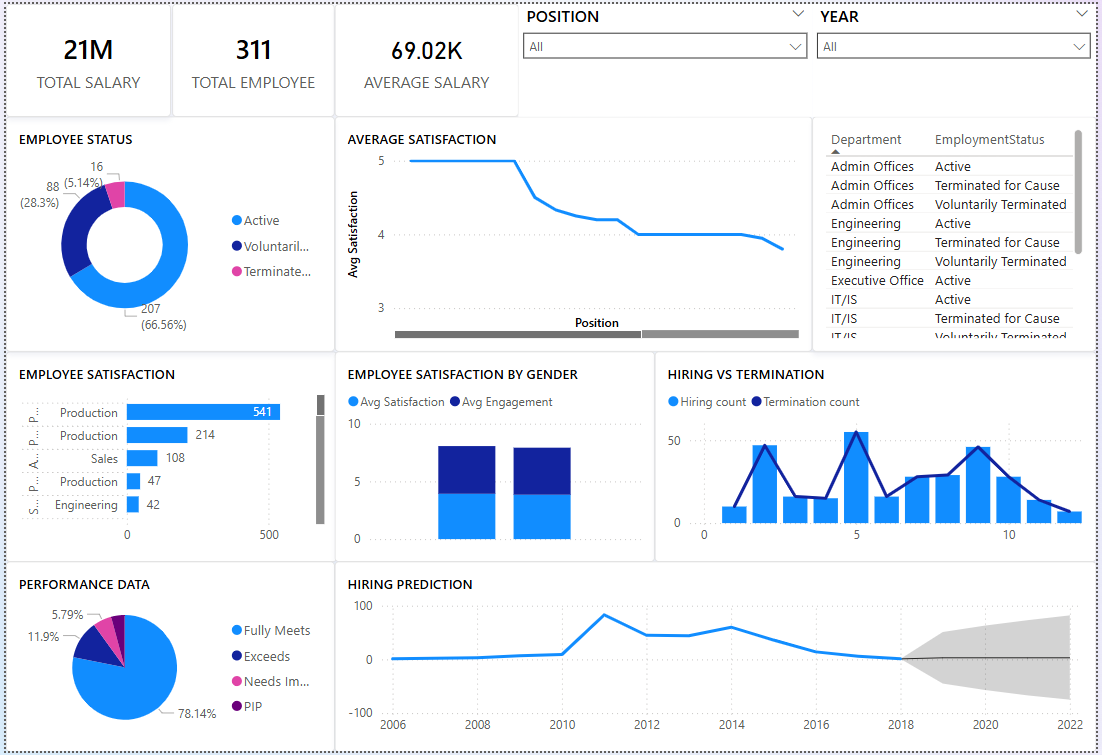 21M
TOTAL SALARY
311
TOTAL EMPLOYEE
69.02K
AVERAGE SALARY
POSITION
All
YEAR
All
EMPLOYEE STATUS
16
(5.14%)
88
(28.3%)
207
(66.56%)
Active
Voluntaril...
Terminate...
AVERAGE SATISFACTION
Avg Satisfaction
5
4
3
Position
Department EmploymentStatus
Admin Offices Active
Admin Offices Terminated for Cause
Admin Offices Voluntarily Terminated
Engineering Active
Engineering Terminated for Cause
Engineering Voluntarily Terminated
Executive Office Active
IT/IS Active
IT/IS Terminated for Cause
IT/IS Voluntarily Terminated
EMPLOYEE SATISFACTION
P... Production 541
P... Production 214
A... Sales 108
P... Production 47
S... Engineering 42
0 500
EMPLOYEE SATISFACTION BY GENDER
Avg Satisfaction Avg Engagement
10
5
0
HIRING VS TERMINATION
Hiring count Termination count
50
0
0 5 10
PERFORMANCE DATA
5.79%
11.9%
78.14%
Fully Meets
Exceeds
Needs Im...
PIP
HIRING PREDICTION
100
0
-100
2006 2008 2010 2012 2014 2016 2018 2020 2022